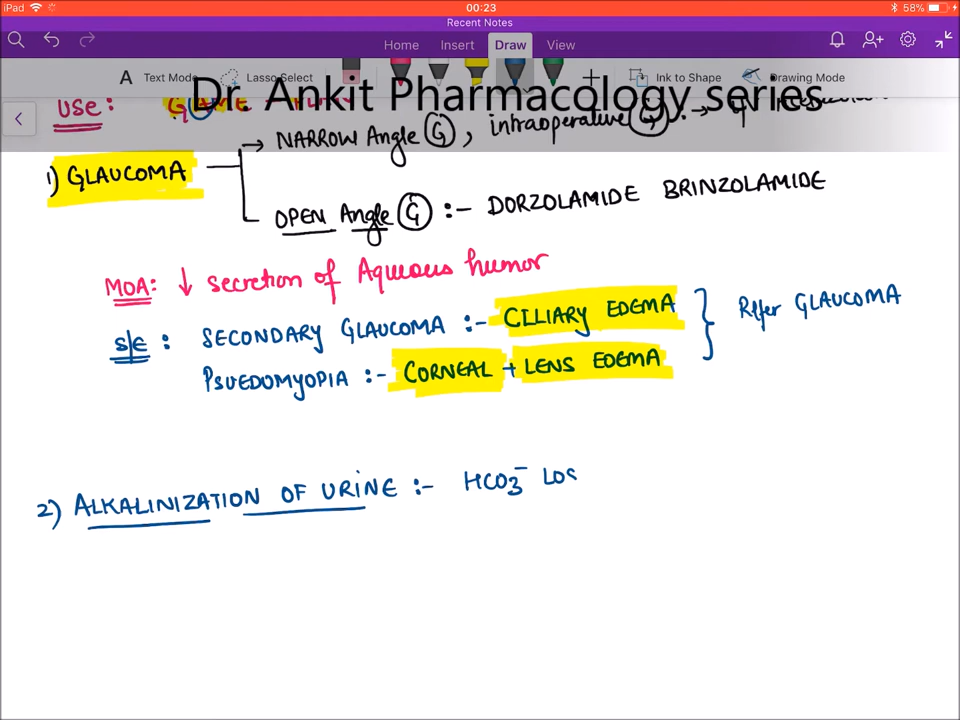 iPad 00:23 58%
Recent Notes
Home Insert Draw View
A Text Mode Lasso Select Ink to Shape Drawing Mode
Dr. Ankit Pharmacology series
USE:
→ NARROW Angle (G), intraoperative (G) :→
1) GLAUCOMA
OPEN Angle (G) :- DORZOLAMIDE BRINZOLAMIDE
MOA: ↓ secretion of Aqueous humor
S/E : SECONDARY GLAUCOMA :- CILIARY EDEMA } Refer GLAUCOMA
PSUEDOMYOPIA :- CORNEAL + LENS EDEMA
2) ALKALINIZATION OF URINE :- HCO3⁻ LOS